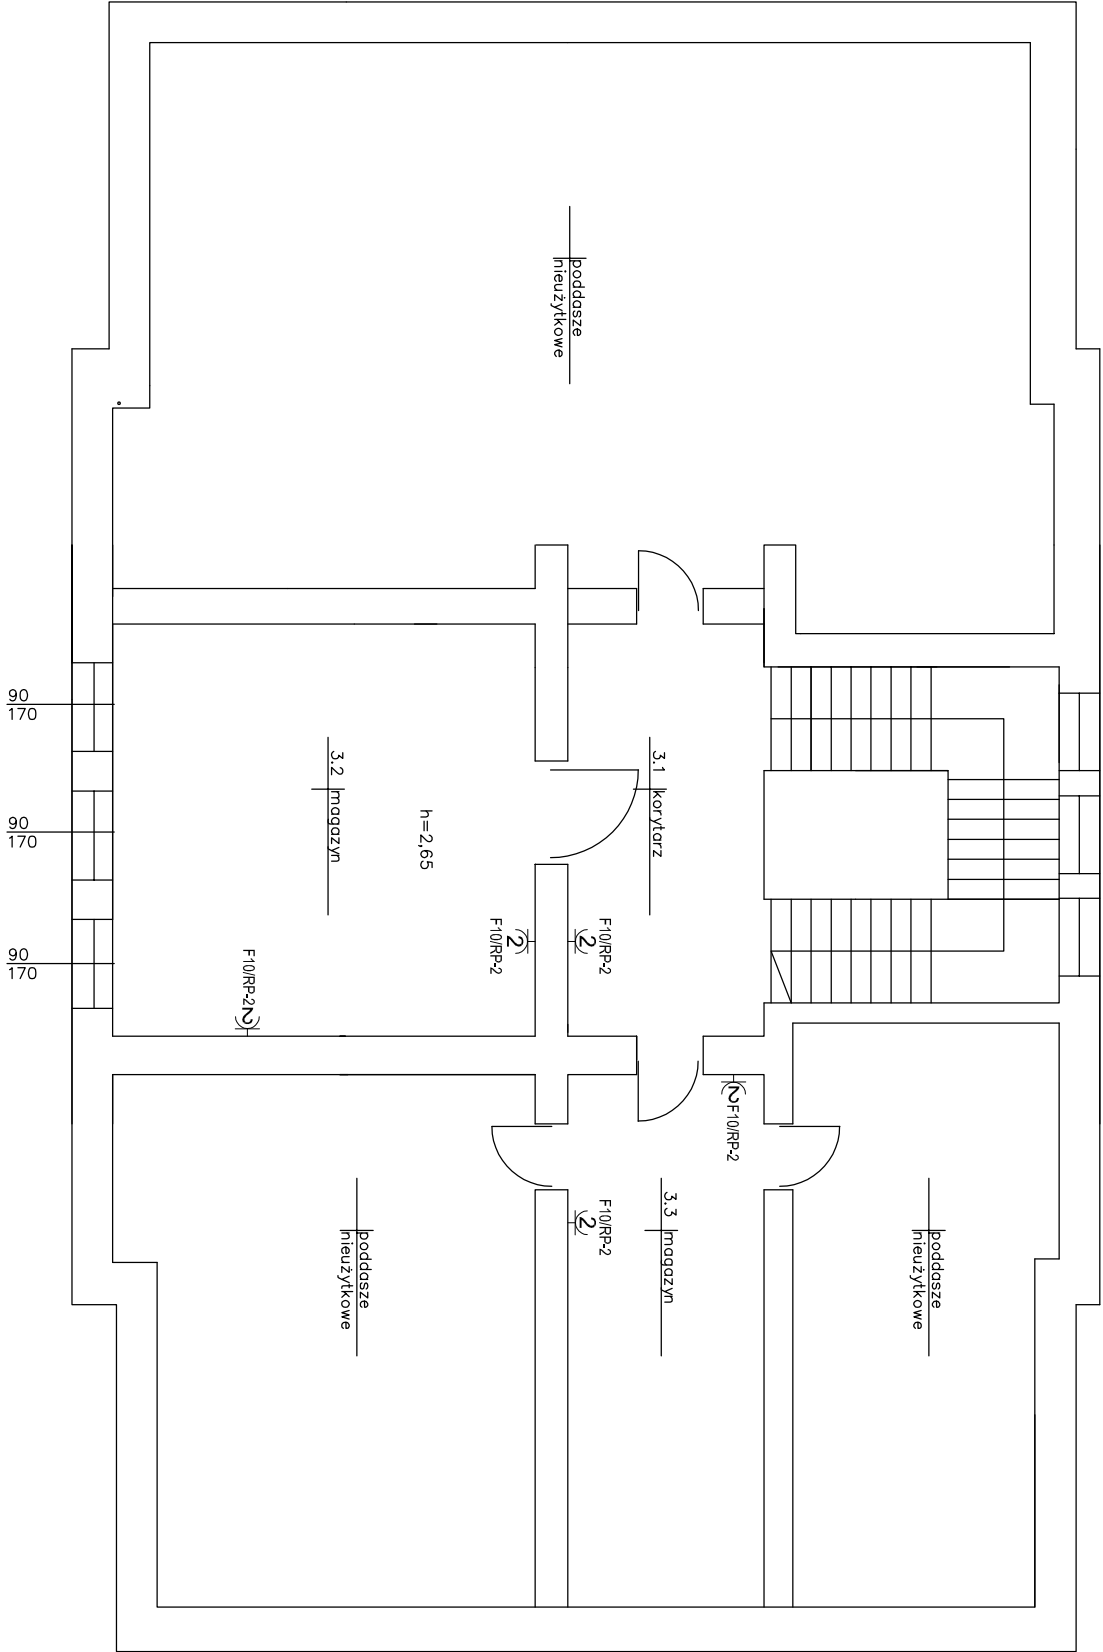 poddasze
nieużytkowe
90
170
90
170
90
170
3.1 korytarz
3.2 magazyn
h=2,65
F10/RP-2
2
F10/RP-2
2
F10/RP-2
2
F10/RP-2
2
F10/RP-2
2
3.3 magazyn
poddasze
nieużytkowe
poddasze
nieużytkowe